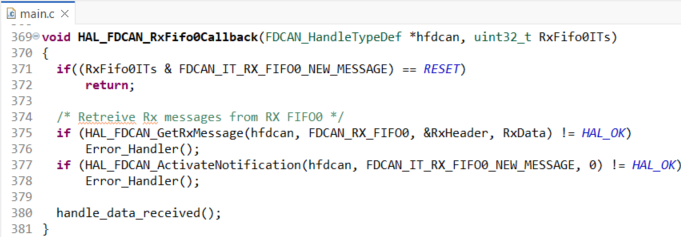 main.c
369 void HAL_FDCAN_RxFifo0Callback(FDCAN_HandleTypeDef *hfdcan, uint32_t RxFifo0ITs)
370 {
371   if((RxFifo0ITs & FDCAN_IT_RX_FIFO0_NEW_MESSAGE) == RESET)
372       return;
373
374   /* Retreive Rx messages from RX FIFO0 */
375   if (HAL_FDCAN_GetRxMessage(hfdcan, FDCAN_RX_FIFO0, &RxHeader, RxData) != HAL_OK)
376       Error_Handler();
377   if (HAL_FDCAN_ActivateNotification(hfdcan, FDCAN_IT_RX_FIFO0_NEW_MESSAGE, 0) != HAL_OK)
378       Error_Handler();
379
380   handle_data_received();
381 }